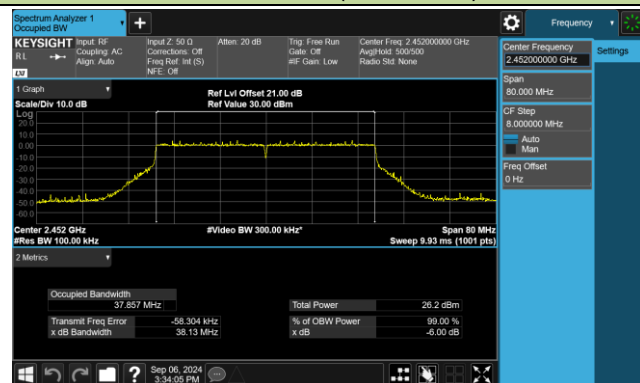 Spectrum Analyzer 1
Occupied BW
Frequency
KEYSIGHT
Input: RF
Input Z: 50 Ω
Atten: 20 dB
Trig: Free Run
Center Freq: 2.452000000 GHz
RL
Coupling: AC
Corrections: Off
Gate: Off
Avg|Hold: 500/500
Align: Auto
Freq Ref: Int (S)
#IF Gain: Low
Radio Std: None
NFE: Off
LXI
Center Frequency
2.452000000 GHz
Settings
Span
80.000 MHz
CF Step
8.000000 MHz
Auto
Man
Freq Offset
0 Hz
1 Graph
Ref Lvl Offset 21.00 dB
Scale/Div 10.0 dB
Ref Value 30.00 dBm
Log
20.0
10.0
0.00
-10.0
-20.0
-30.0
-40.0
-50.0
-60.0
Center 2.452 GHz
#Video BW 300.00 kHz*
Span 80 MHz
#Res BW 100.00 kHz
Sweep 9.93 ms (1001 pts)
2 Metrics
Occupied Bandwidth
37.857 MHz
Total Power
26.2 dBm
Transmit Freq Error
-58.304 kHz
% of OBW Power
99.00 %
x dB Bandwidth
38.13 MHz
x dB
-6.00 dB
Sep 06, 2024
3:34:05 PM